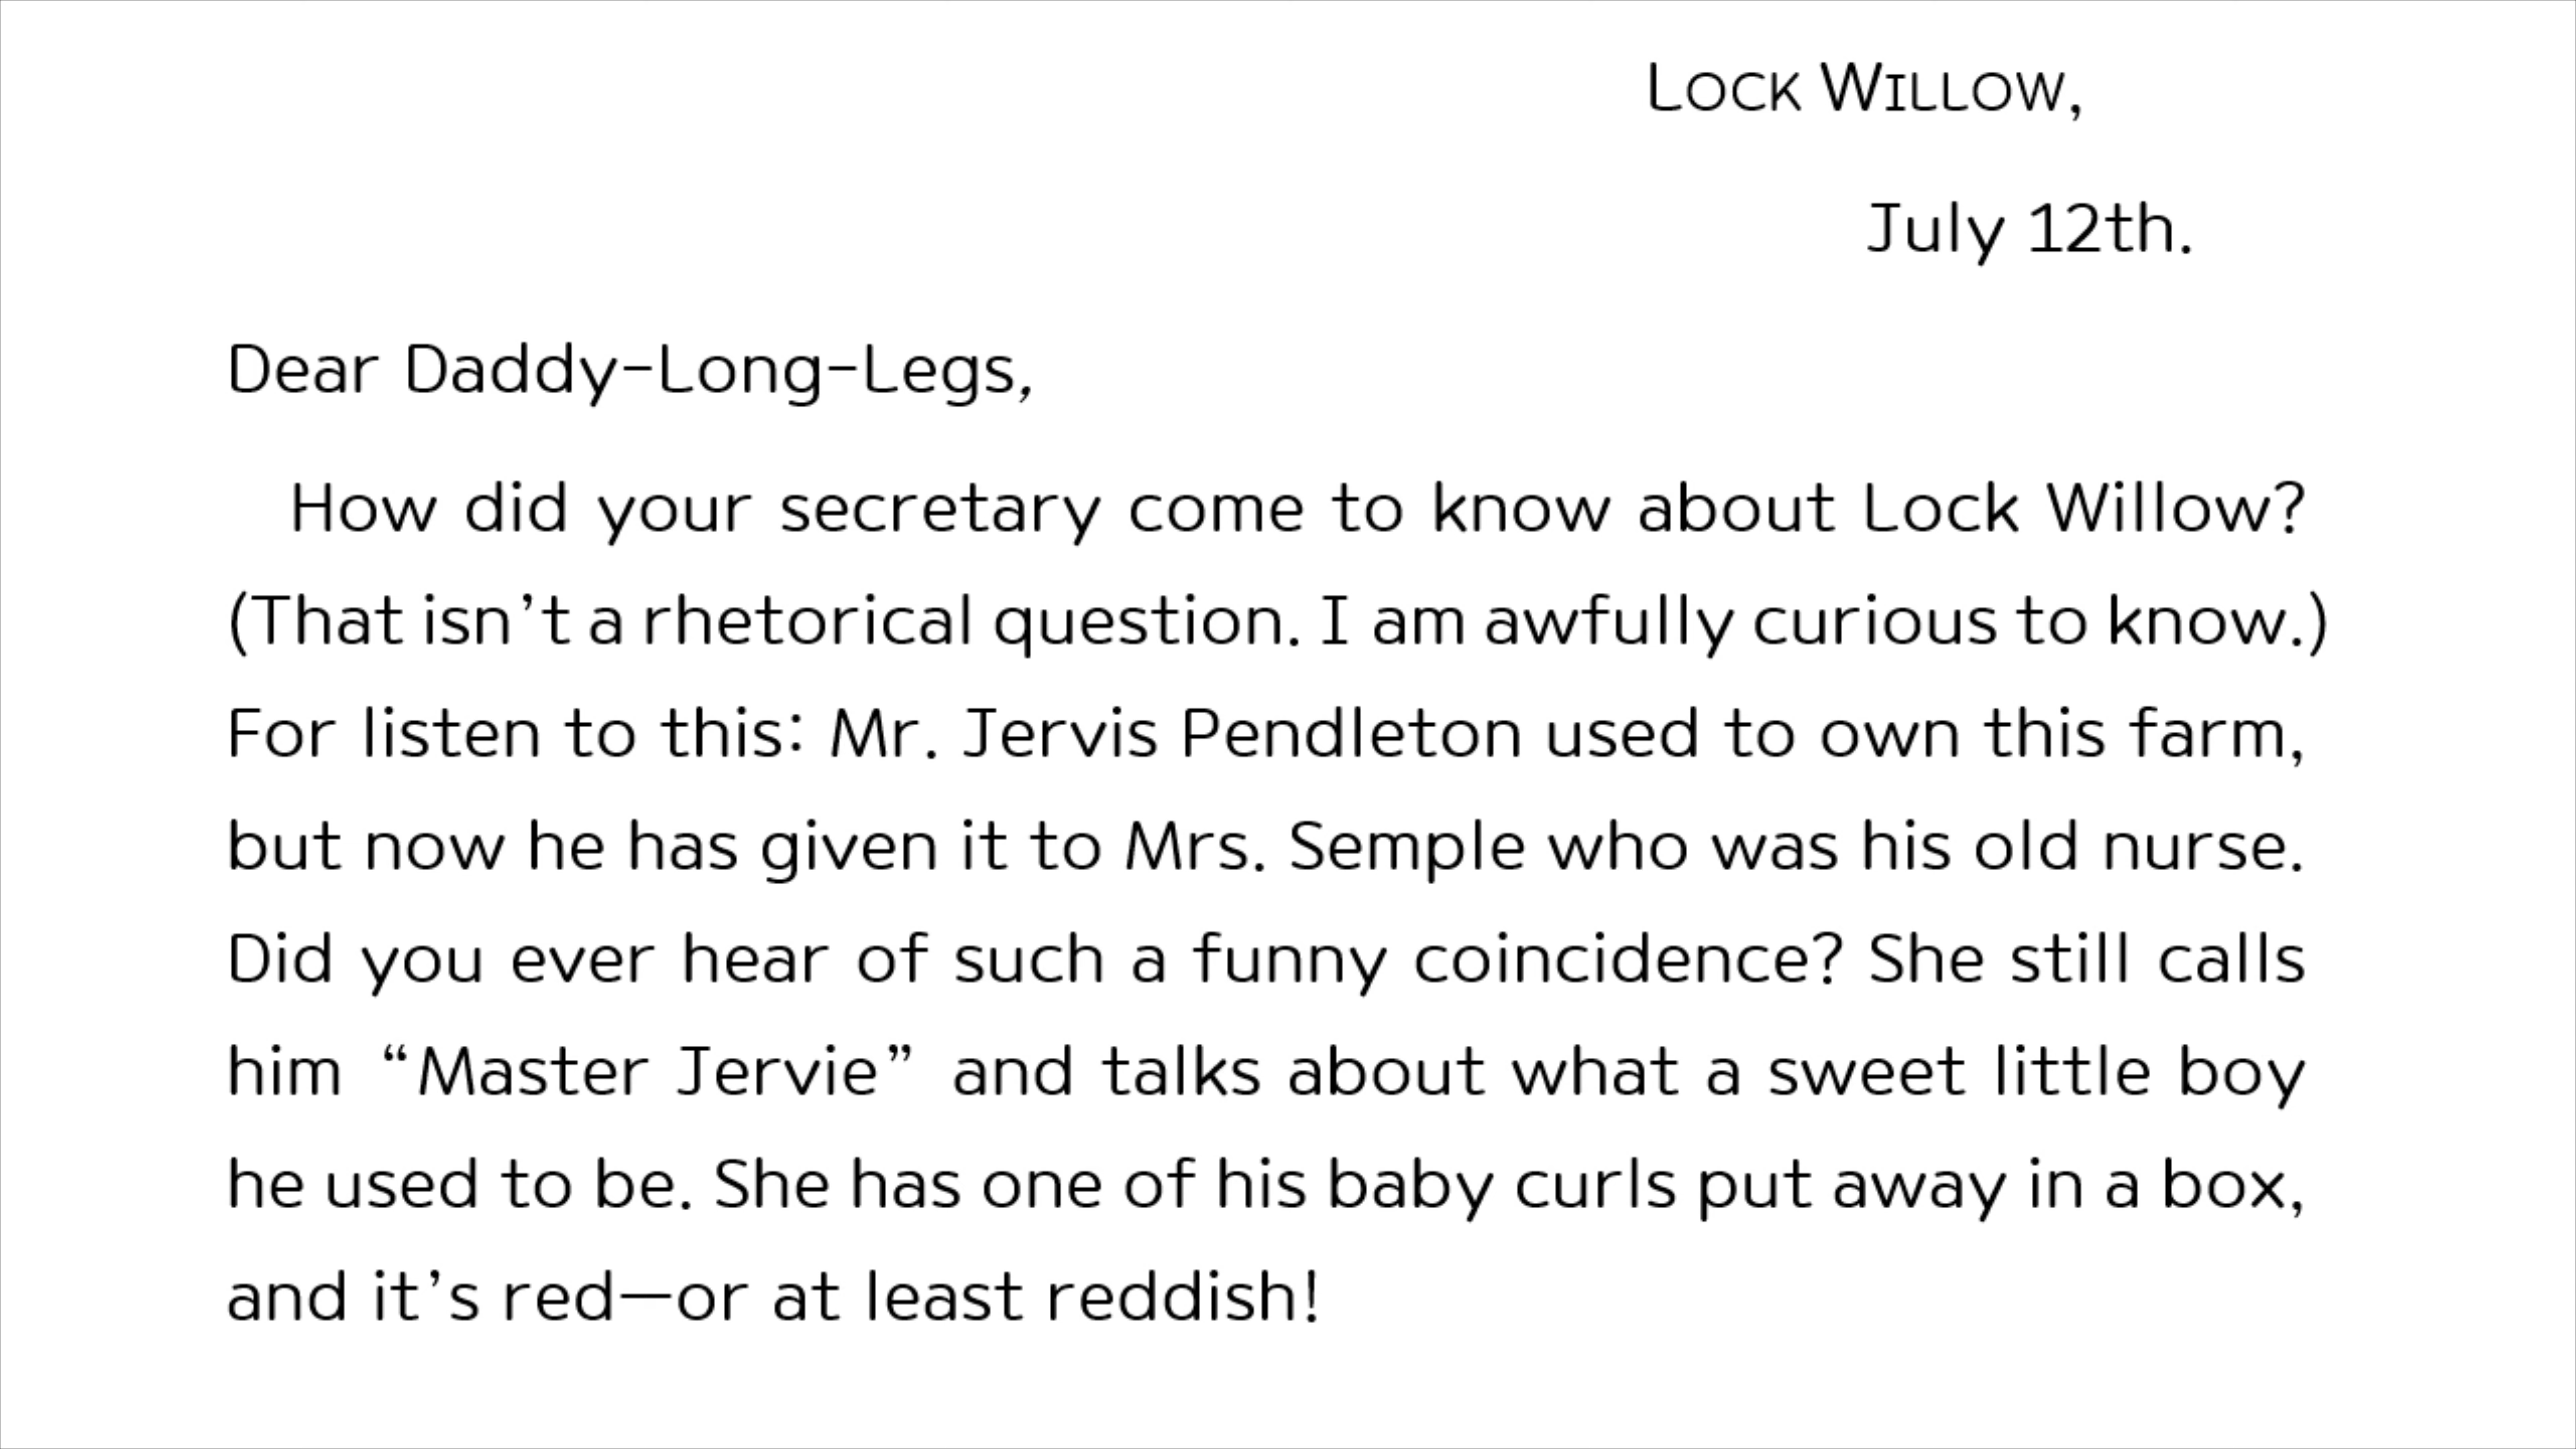 LOCK WILLOW,
July 12th.
Dear Daddy-Long-Legs,
How did your secretary come to know about Lock Willow?
(That isn’t a rhetorical question. I am awfully curious to know.)
For listen to this: Mr. Jervis Pendleton used to own this farm,
but now he has given it to Mrs. Semple who was his old nurse.
Did you ever hear of such a funny coincidence? She still calls
him “Master Jervie” and talks about what a sweet little boy
he used to be. She has one of his baby curls put away in a box,
and it’s red—or at least reddish!